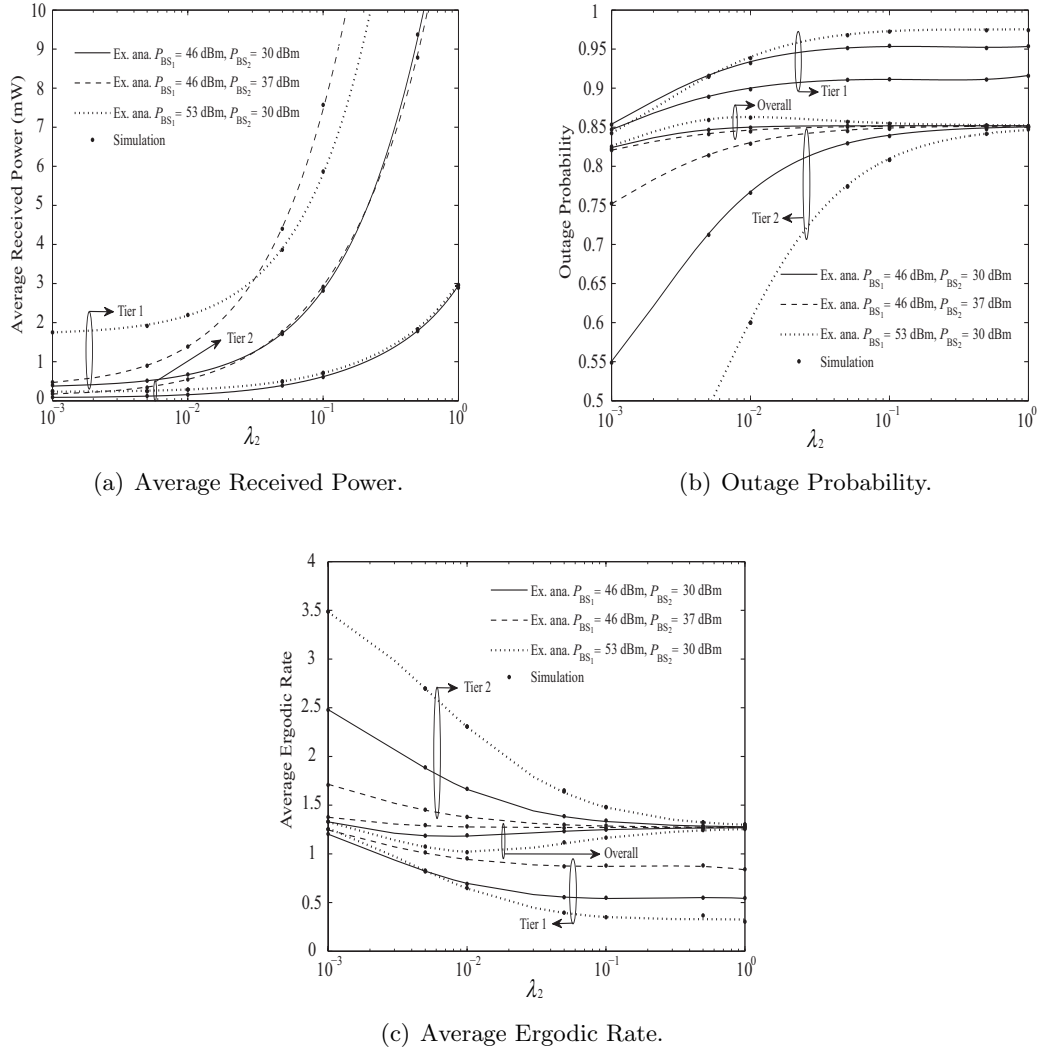 10
9
8
7
6
5
4
3
2
1
0
Average Received Power (mW)
Ex. ana. P_BS₁ = 46 dBm, P_BS₂ = 30 dBm
Ex. ana. P_BS₁ = 46 dBm, P_BS₂ = 37 dBm
Ex. ana. P_BS₁ = 53 dBm, P_BS₂ = 30 dBm
Simulation
Tier 1
Tier 2
10⁻³ 10⁻² 10⁻¹ 10⁰
λ₂
(a) Average Received Power.
1
0.95
0.9
0.85
0.8
0.75
0.7
0.65
0.6
0.55
0.5
Outage Probability
Tier 1
Overall
Tier 2
Ex. ana. P_BS₁ = 46 dBm, P_BS₂ = 30 dBm
Ex. ana. P_BS₁ = 46 dBm, P_BS₂ = 37 dBm
Ex. ana. P_BS₁ = 53 dBm, P_BS₂ = 30 dBm
Simulation
10⁻³ 10⁻² 10⁻¹ 10⁰
λ₂
(b) Outage Probability.
4
3.5
3
2.5
2
1.5
1
0.5
0
Average Ergodic Rate
Ex. ana. P_BS₁ = 46 dBm, P_BS₂ = 30 dBm
Ex. ana. P_BS₁ = 46 dBm, P_BS₂ = 37 dBm
Ex. ana. P_BS₁ = 53 dBm, P_BS₂ = 30 dBm
Simulation
Tier 2
Overall
Tier 1
10⁻³ 10⁻² 10⁻¹ 10⁰
λ₂
(c) Average Ergodic Rate.